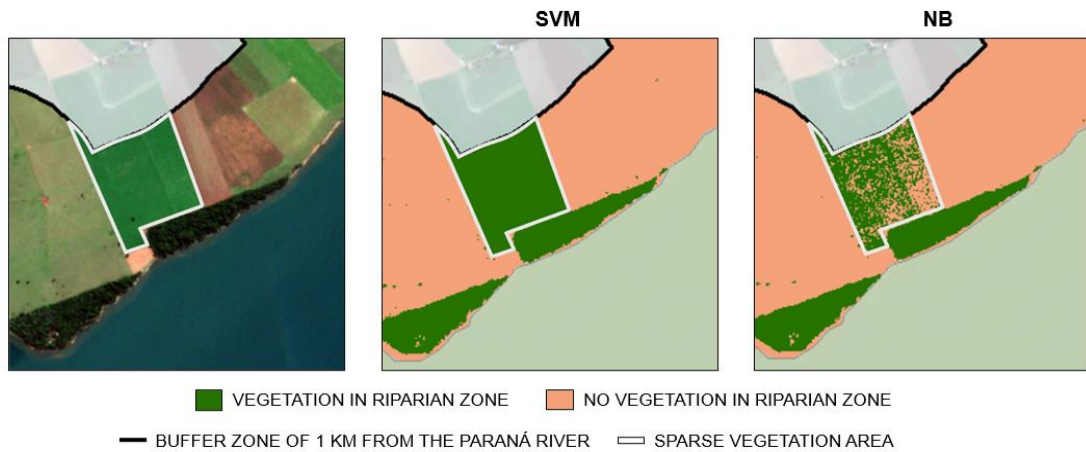 SVM
NB
VEGETATION IN RIPARIAN ZONE
NO VEGETATION IN RIPARIAN ZONE
BUFFER ZONE OF 1 KM FROM THE PARANÁ RIVER
SPARSE VEGETATION AREA